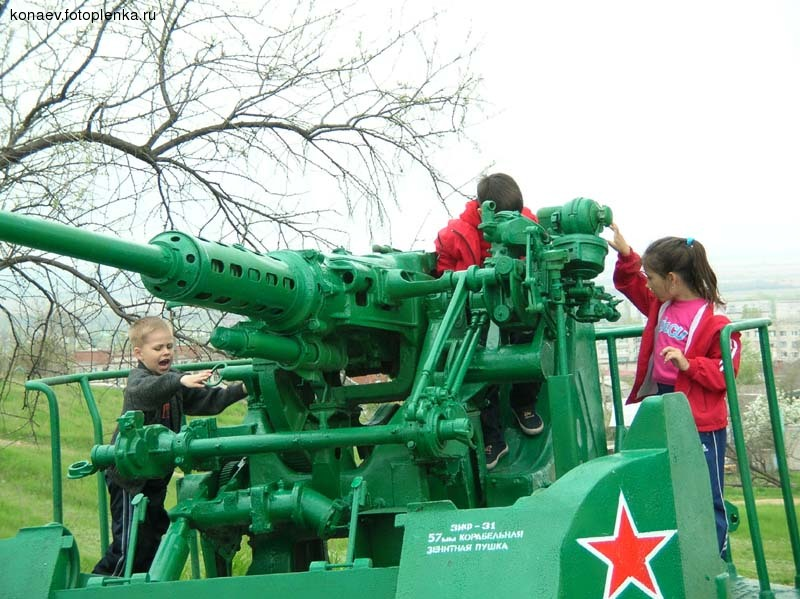 konaev.fotoplenka.ru
ЗИФ-31
57мм КОРАБЕЛЬНАЯ
ЗЕНИТНАЯ ПУШКА